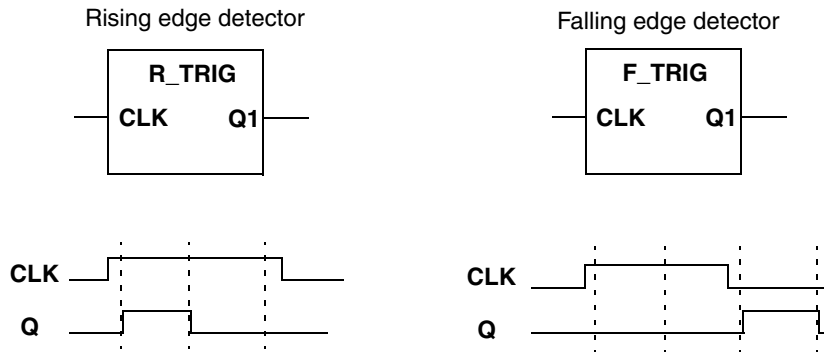 Rising edge detector
Falling edge detector
R_TRIG
CLK Q1
F_TRIG
CLK Q1
CLK
Q
CLK
Q